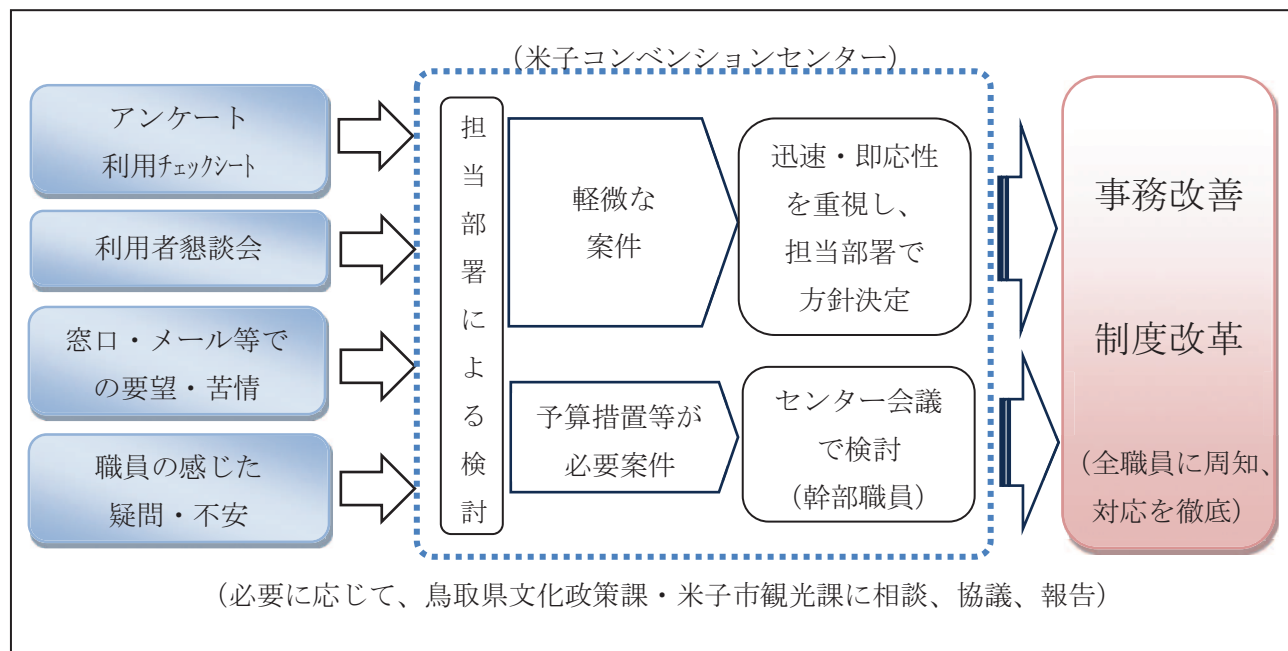 (米子コンベンションセンター)
アンケート
利用ﾁｪｯｸｼｰﾄ
利用者懇談会
窓口・メール等で
の要望・苦情
職員の感じた
疑問・不安
担当部署による検討
軽微な
案件
迅速・即応性
を重視し、
担当部署で
方針決定
予算措置等が
必要案件
センター会議
で検討
(幹部職員)
事務改善
制度改革
(全職員に周知、
対応を徹底)
(必要に応じて、鳥取県文化政策課・米子市観光課に相談、協議、報告)